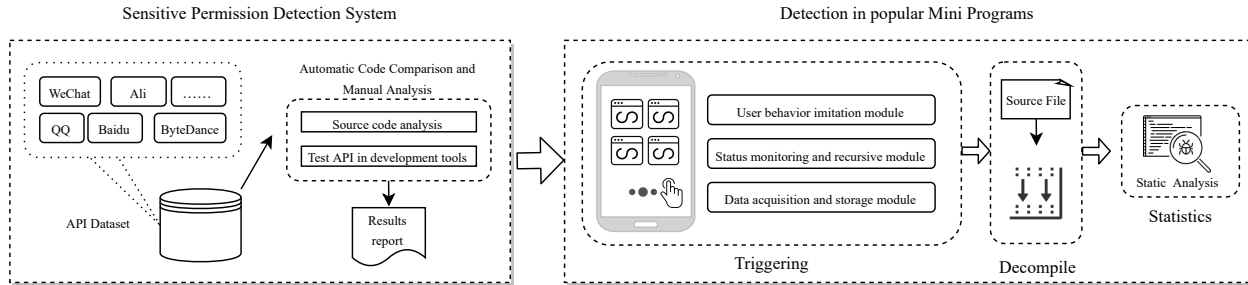 Sensitive Permission Detection System
WeChat
Ali
......
QQ
Baidu
ByteDance
API Dataset
Automatic Code Comparison and
Manual Analysis
Source code analysis
Test API in development tools
Results
report
Detection in popular Mini Programs
User behavior imitation module
Status monitoring and recursive module
Data acquisition and storage module
Triggering
Source File
Decompile
Static Analysis
Statistics